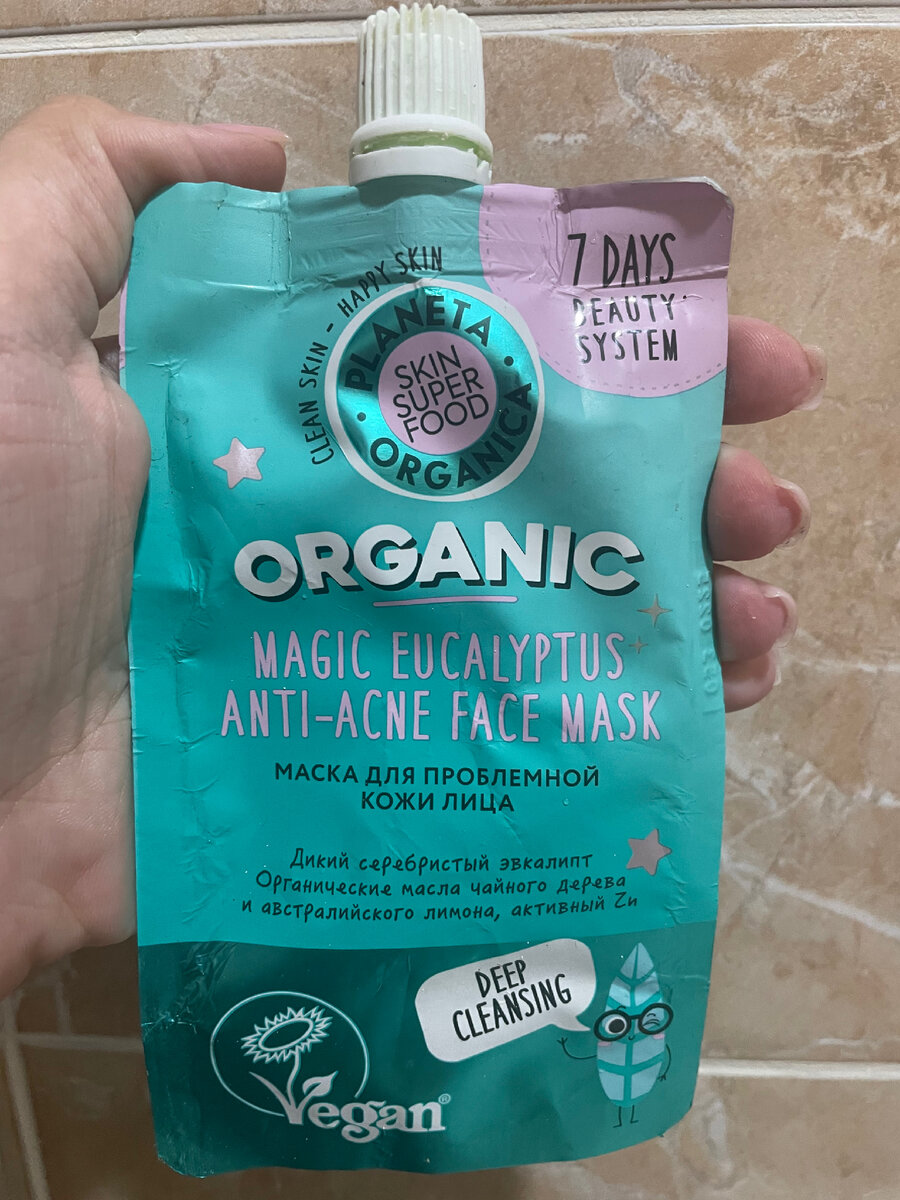 CLEAN SKIN - HAPPY SKIN
PLANETA
ORGANICA
SKIN
SUPER
FOOD
7 DAYS
BEAUTY
SYSTEM
ORGANIC
MAGIC EUCALYPTUS
ANTI-ACNE FACE MASK
МАСКА ДЛЯ ПРОБЛЕМНОЙ
КОЖИ ЛИЦА
Дикий серебристый эвкалипт
Органические масла чайного дерева
и австралийского лимона, активный Zn
DEEP
CLEANSING
Vegan®